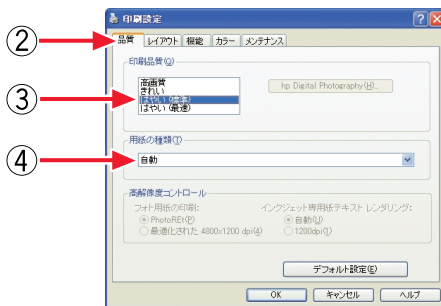 印刷設定
② 品質 レイアウト 機能 カラー メンテナンス
印刷品質(Q)
高画質
きれい
③ はやい (標準)
はやい (最速)
hp Digital Photography(H)...
用紙の種類(T)
④ 自動
高解像度コントロール
フォト用紙の印刷:
PhotoREt(P)
最適化された 4800x1200 dpi(4)
インクジェット専用紙テキスト レンダリング:
自動(U)
1200dpi(1)
デフォルト設定(E)
OK キャンセル ヘルプ